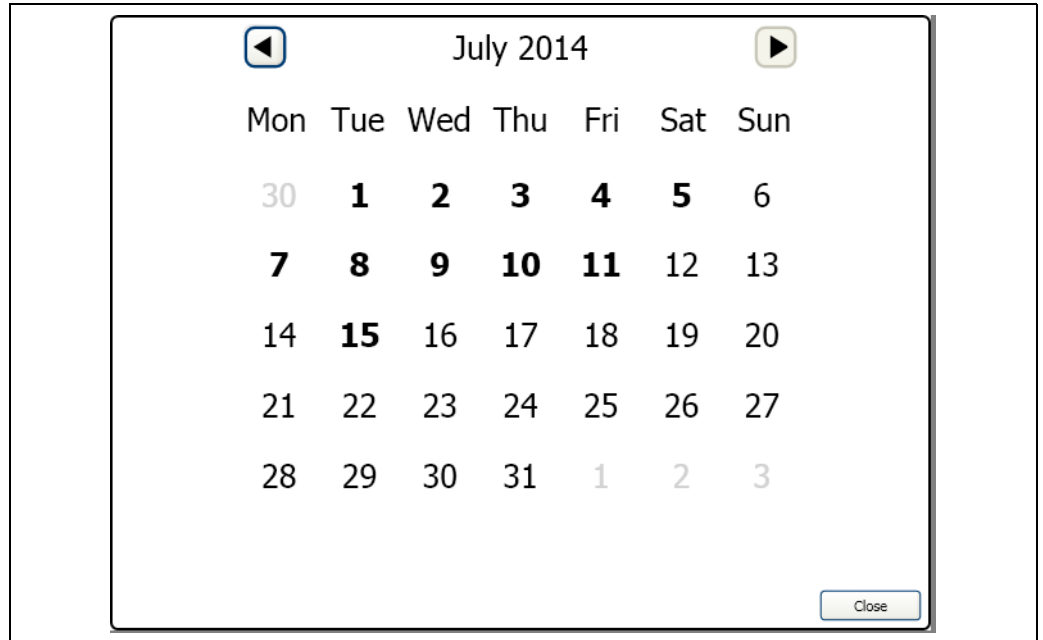 July 2014
Mon Tue Wed Thu Fri Sat Sun
30 1 2 3 4 5 6
7 8 9 10 11 12 13
14 15 16 17 18 19 20
21 22 23 24 25 26 27
28 29 30 31 1 2 3
Close